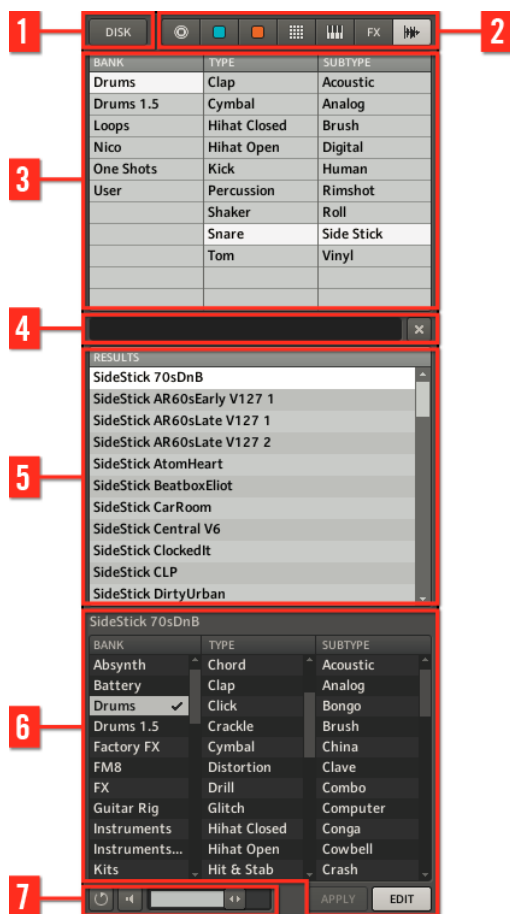 1 DISK FX 2
BANK TYPE SUBTYPE
Drums Clap Acoustic
Drums 1.5 Cymbal Analog
Loops Hihat Closed Brush
Nico Hihat Open Digital
3 One Shots Kick Human
User Percussion Rimshot
Shaker Roll
Snare Side Stick
Tom Vinyl
4
RESULTS
SideStick 70sDnB
SideStick AR60sEarly V127 1
SideStick AR60sLate V127 1
SideStick AR60sLate V127 2
SideStick AtomHeart
5 SideStick BeatboxEliot
SideStick CarRoom
SideStick Central V6
SideStick ClockedIt
SideStick CLP
SideStick DirtyUrban
SideStick 70sDnB
BANK TYPE SUBTYPE
Absynth Chord Acoustic
Battery Clap Analog
Drums Click Bongo
6 Drums 1.5 Crackle Brush
Factory FX Cymbal China
FM8 Distortion Clave
FX Drill Combo
Guitar Rig Glitch Computer
Instruments Hihat Closed Conga
Instruments... Hihat Open Cowbell
Kits Hit & Stab Crash
7 APPLY EDIT